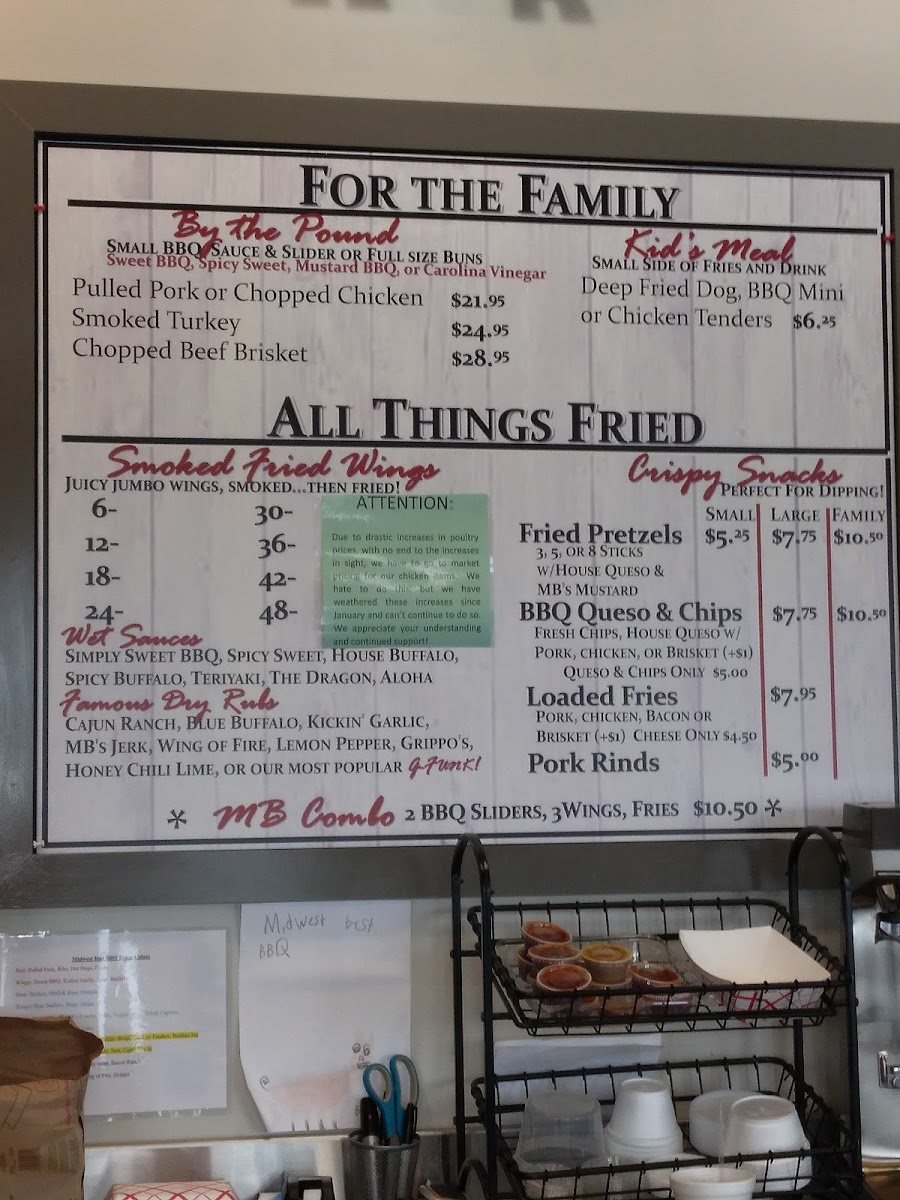 FOR THE FAMILY
By the Pound
SMALL BBQ SAUCE & SLIDER OR FULL SIZE BUNS
Sweet BBQ, Spicy Sweet, Mustard BBQ, or Carolina Vinegar
Pulled Pork or Chopped Chicken $21.95
Smoked Turkey $24.95
Chopped Beef Brisket $28.95
Kid's Meal
SMALL SIDE OF FRIES AND DRINK
Deep Fried Dog, BBQ Mini
or Chicken Tenders $6.25
ALL THINGS FRIED
Smoked Fried Wings
JUICY JUMBO WINGS, SMOKED...THEN FRIED!
6- 30-
12- 36-
18- 42-
24- 48-
ATTENTION:
Due to drastic increases in poultry
prices, with no end to the increases
in sight, we have to go to market
pricing for our chicken items. We
hate to do this, but we have
weathered these increases since
January and can't continue to do so.
We appreciate your understanding
and continued support!
Wet Sauces
SIMPLY SWEET BBQ, SPICY SWEET, HOUSE BUFFALO,
SPICY BUFFALO, TERIYAKI, THE DRAGON, ALOHA
Famous Dry Rubs
CAJUN RANCH, BLUE BUFFALO, KICKIN' GARLIC,
MB'S JERK, WING OF FIRE, LEMON PEPPER, GRIPPO'S,
HONEY CHILI LIME, OR OUR MOST POPULAR G-FUNK!
Crispy Snacks
PERFECT FOR DIPPING!
SMALL LARGE FAMILY
Fried Pretzels $5.25 $7.75 $10.50
3, 5, OR 8 STICKS
W/HOUSE QUESO &
MB'S MUSTARD
BBQ Queso & Chips $7.75 $10.50
FRESH CHIPS, HOUSE QUESO W/
PORK, CHICKEN, OR BRISKET (+$1)
QUESO & CHIPS ONLY $5.00
Loaded Fries $7.95
PORK, CHICKEN, BACON OR
BRISKET (+$1) CHEESE ONLY $4.50
Pork Rinds $5.00
* MB Combo 2 BBQ SLIDERS, 3WINGS, FRIES $10.50 *
Midwest best
BBQ